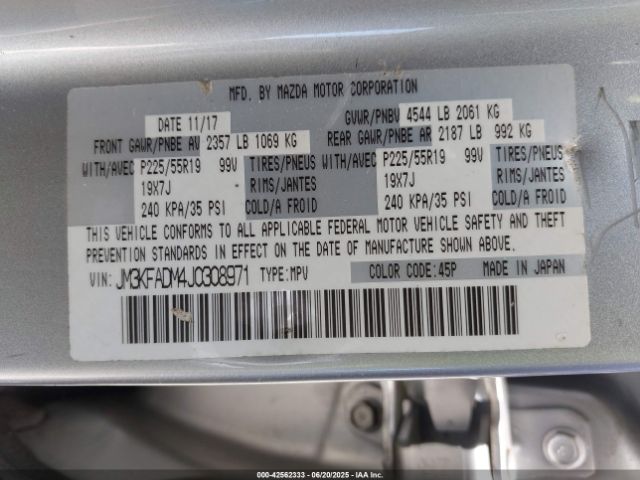 MFD. BY MAZDA MOTOR CORPORATION
DATE 11/17 GVWR/PNBV 4544 LB 2061 KG
FRONT GAWR/PNBE AV 2357 LB 1069 KG REAR GAWR/PNBE AR 2187 LB 992 KG
WITH/AVEC P225/55R19 99V TIRES/PNEUS WITH/AVEC P225/55R19 99V TIRES/PNEUS
19X7J RIMS/JANTES 19X7J RIMS/JANTES
240 KPA/35 PSI COLD/A FROID 240 KPA/35 PSI COLD/A FROID
THIS VEHICLE CONFORMS TO ALL APPLICABLE FEDERAL MOTOR VEHICLE SAFETY AND THEFT
PREVENTION STANDARDS IN EFFECT ON THE DATE OF MANUFACTURE SHOWN ABOVE.
VIN: JM3KFADM4J0308971 TYPE:MPV COLOR CODE:45P MADE IN JAPAN
000-42562333 - 06/20/2025 - IAAI.com